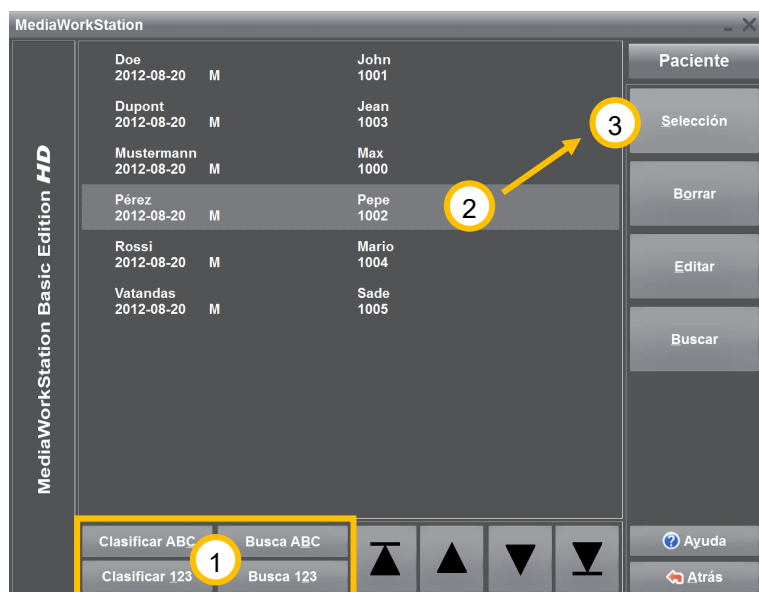 MediaWorkStation
MediaWorkStation Basic Edition HD
Doe John
2012-08-20 M 1001
Dupont Jean
2012-08-20 M 1003
Mustermann Max
2012-08-20 M 1000
Pérez Pepe
2012-08-20 M 1002
Rossi Mario
2012-08-20 M 1004
Vatandas Sade
2012-08-20 M 1005
2
3
Paciente
Selección
Borrar
Editar
Buscar
Clasificar ABC Busca ABC
1
Clasificar 123 Busca 123
Ayuda
Atrás